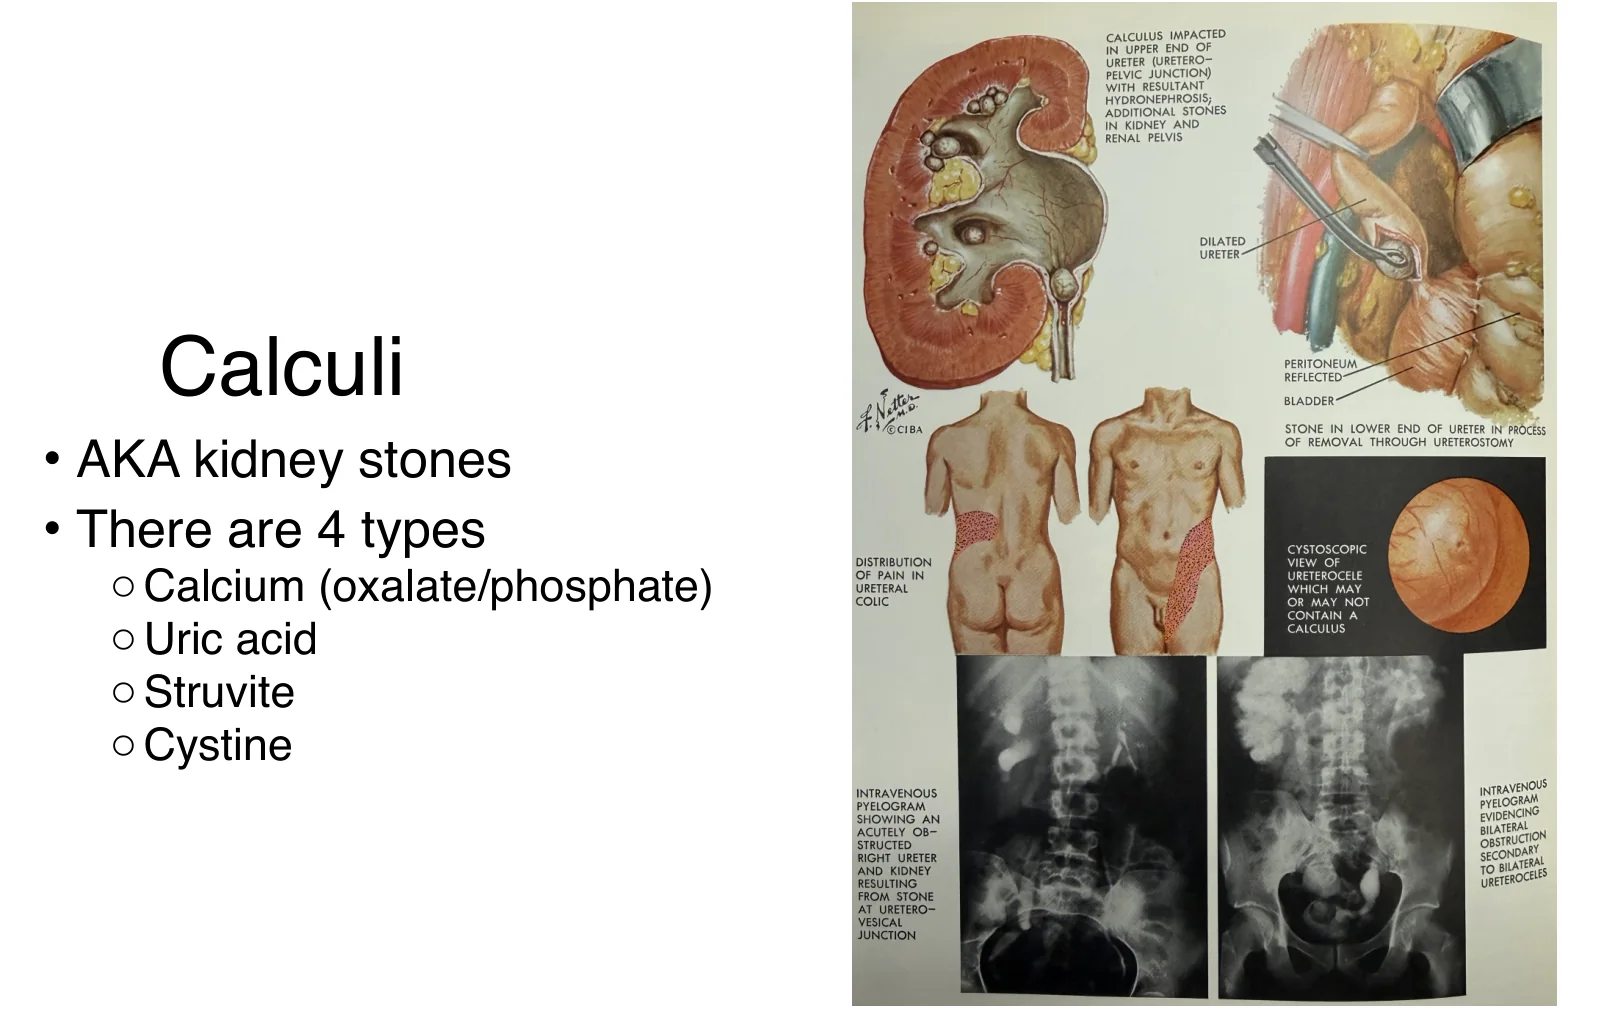 Calculi
• AKA kidney stones
• There are 4 types
○ Calcium (oxalate/phosphate)
○ Uric acid
○ Struvite
○ Cystine
CALCULUS IMPACTED
IN UPPER END OF
URETER (URETERO–
PELVIC JUNCTION)
WITH RESULTANT
HYDRONEPHROSIS;
ADDITIONAL STONES
IN KIDNEY AND
RENAL PELVIS
DILATED
URETER
PERITONEUM
REFLECTED
BLADDER
STONE IN LOWER END OF URETER IN PROCESS
OF REMOVAL THROUGH URETEROSTOMY
F. Netter
M.D.
©CIBA
DISTRIBUTION
OF PAIN IN
URETERAL
COLIC
CYSTOSCOPIC
VIEW OF
URETEROCELE
WHICH MAY
OR MAY NOT
CONTAIN A
CALCULUS
INTRAVENOUS
PYELOGRAM
SHOWING AN
ACUTELY OB–
STRUCTED
RIGHT URETER
AND KIDNEY
RESULTING
FROM STONE
AT URETERO–
VESICAL
JUNCTION
INTRAVENOUS
PYELOGRAM
EVIDENCING
BILATERAL
OBSTRUCTION
SECONDARY
TO BILATERAL
URETEROCELES